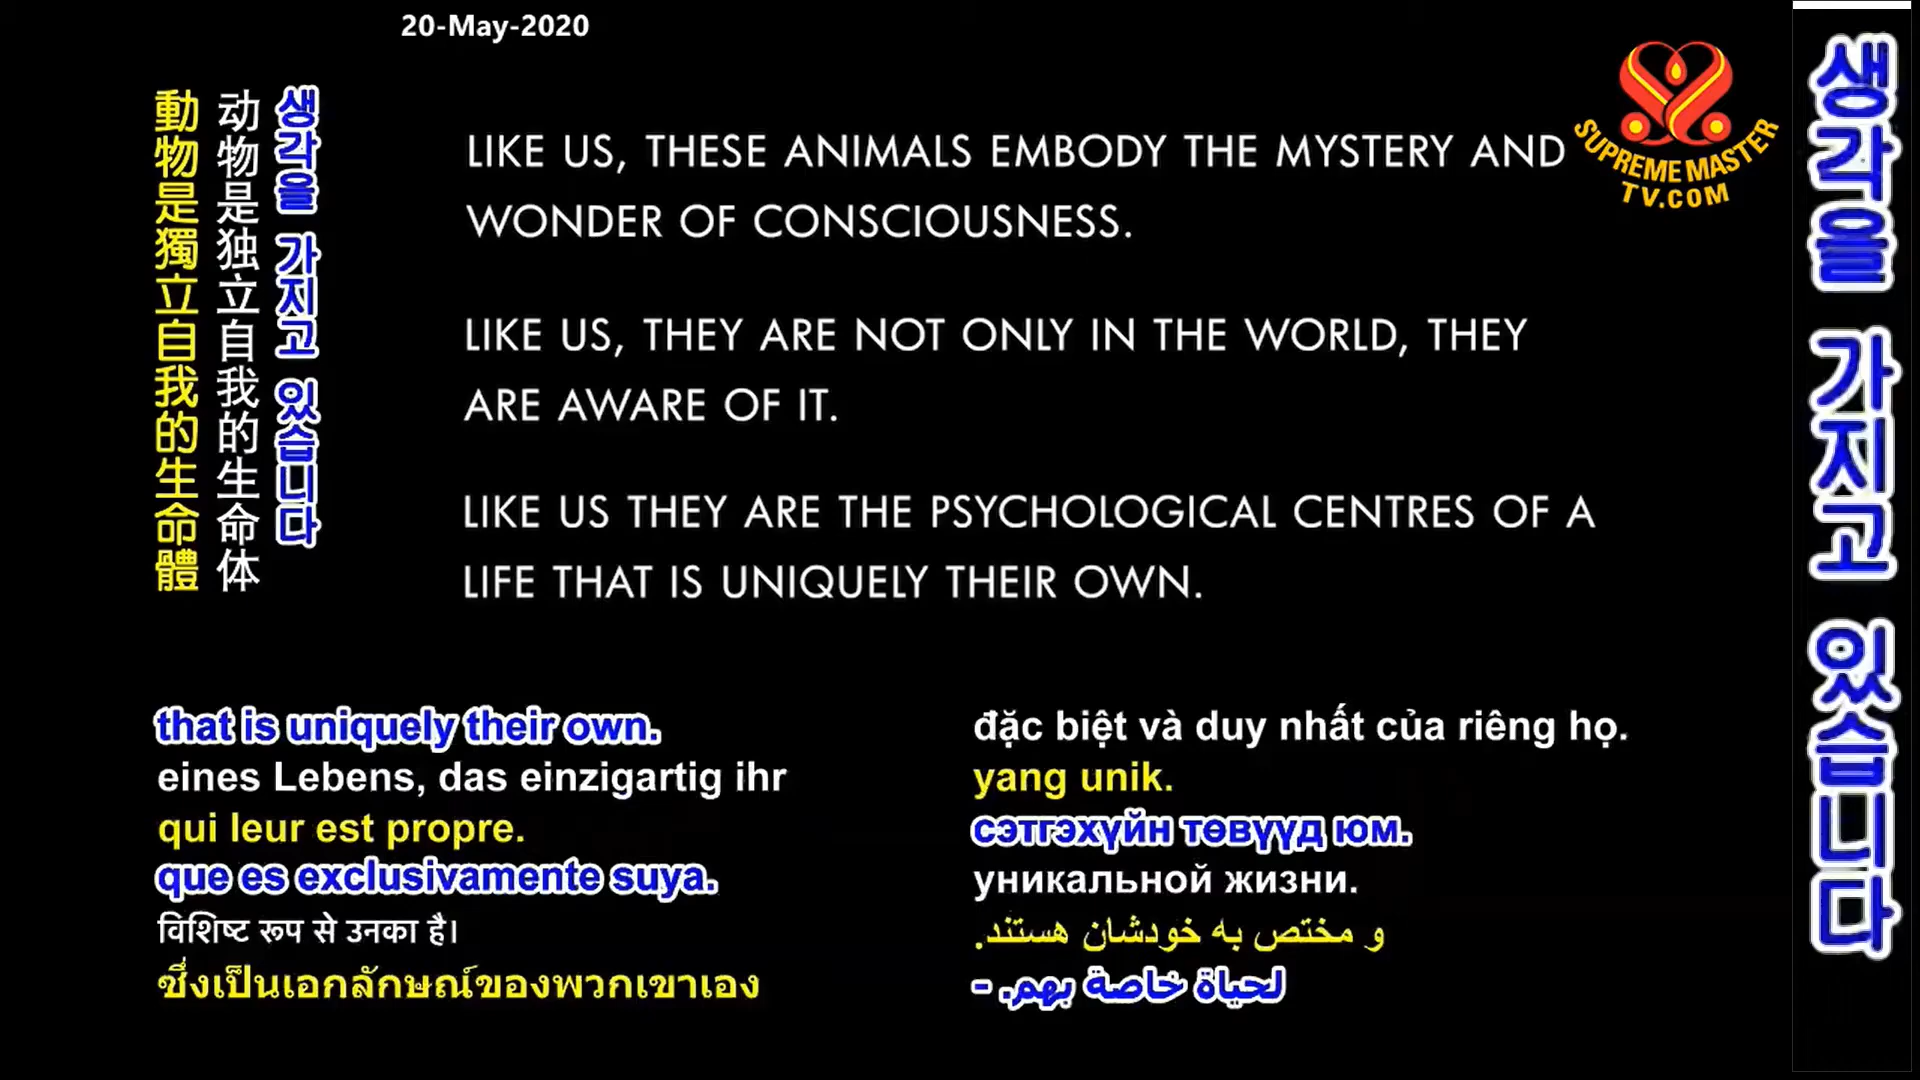 20-May-2020
動物是獨立自我的生命體
动物是独立自我的生命体
생각을 가지고 있습니다
LIKE US, THESE ANIMALS EMBODY THE MYSTERY AND
WONDER OF CONSCIOUSNESS.
LIKE US, THEY ARE NOT ONLY IN THE WORLD, THEY
ARE AWARE OF IT.
LIKE US THEY ARE THE PSYCHOLOGICAL CENTRES OF A
LIFE THAT IS UNIQUELY THEIR OWN.
SUPREME MASTER
TV.COM
생각을 가지고 있습니다
that is uniquely their own.
eines Lebens, das einzigartig ihr
qui leur est propre.
que es exclusivamente suya.
विशिष्ट रूप से उनका है।
ซึ่งเป็นเอกลักษณ์ของพวกเขาเอง
đặc biệt và duy nhất của riêng họ.
yang unik.
сэтгэхүйн төвүүд юм.
уникальной жизни.
و مختص به خودشان هستند.
لحياة خاصة بهم. -